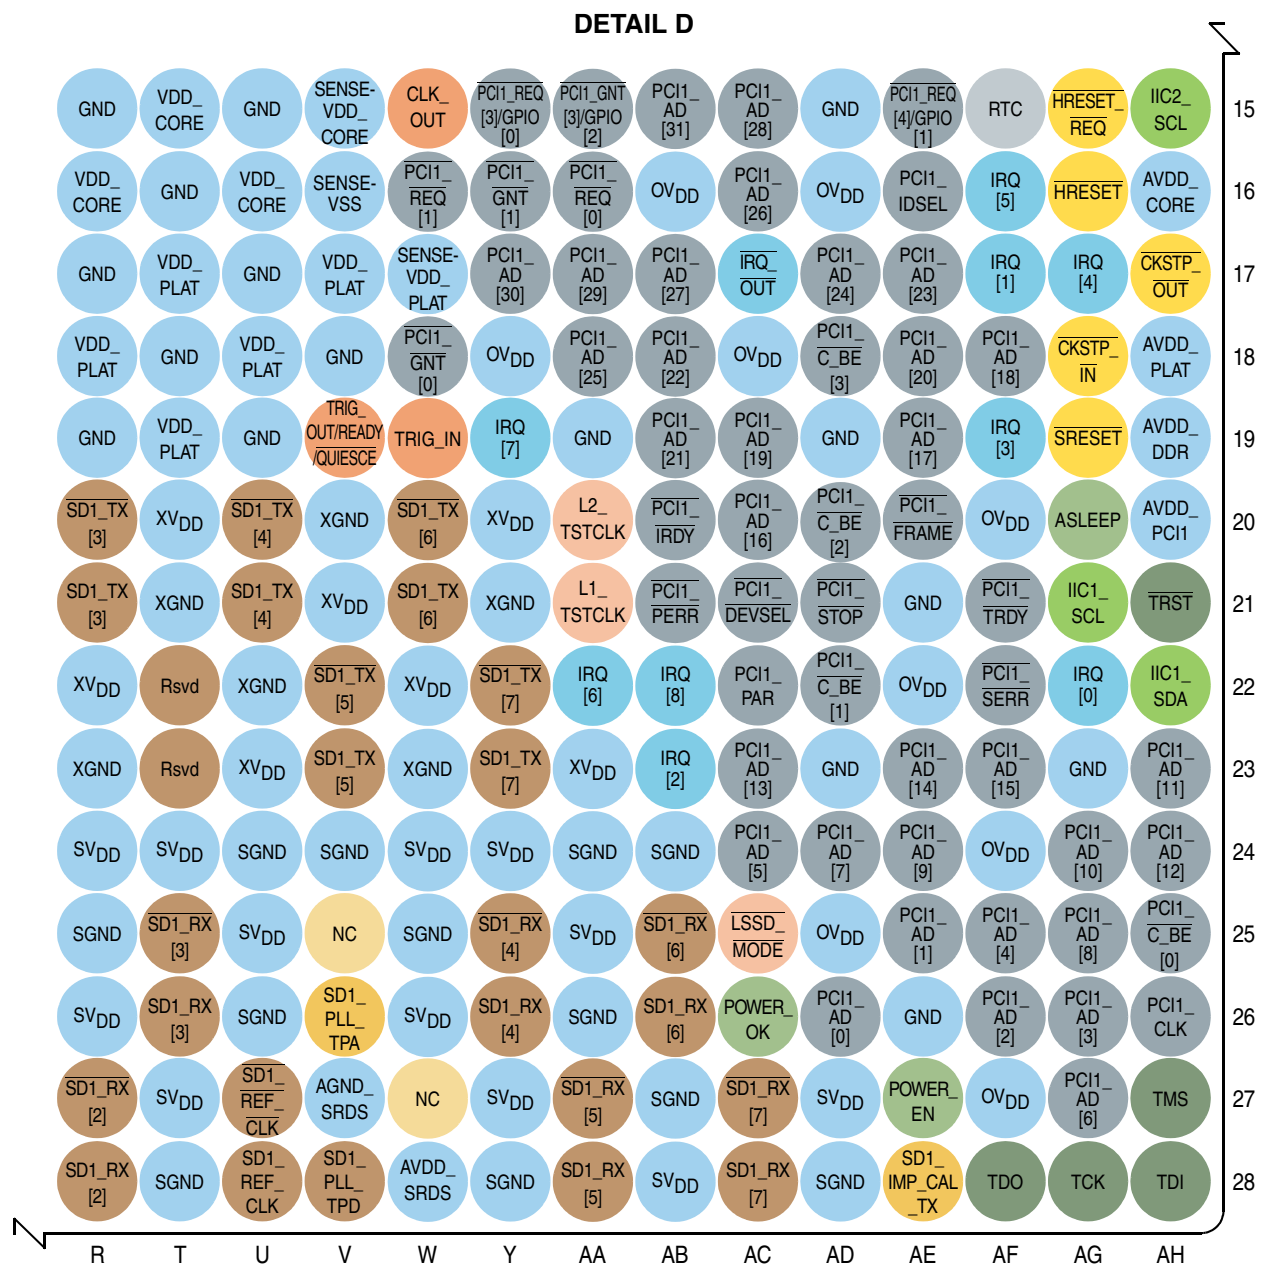 DETAIL D
GND VDD_CORE GND SENSE-VDD_CORE CLK_OUT PCI1_REQ[3]/GPIO[0] PCI1_GNT[3]/GPIO[2] PCI1_AD[31] PCI1_AD[28] GND PCI1_REQ[4]/GPIO[1] RTC HRESET_REQ IIC2_SCL 15
VDD_CORE GND VDD_CORE SENSE-VSS PCI1_REQ[1] PCI1_GNT[1] PCI1_REQ[0] OVDD PCI1_AD[26] OVDD PCI1_IDSEL IRQ[5] HRESET AVDD_CORE 16
GND VDD_PLAT GND VDD_PLAT SENSE-VDD_PLAT PCI1_AD[30] PCI1_AD[29] PCI1_AD[27] IRQ_OUT PCI1_AD[24] PCI1_AD[23] IRQ[1] IRQ[4] CKSTP_OUT 17
VDD_PLAT GND VDD_PLAT GND PCI1_GNT[0] OVDD PCI1_AD[25] PCI1_AD[22] OVDD PCI1_C_BE[3] PCI1_AD[20] PCI1_AD[18] CKSTP_IN AVDD_PLAT 18
GND VDD_PLAT GND TRIG_OUT/READY/QUIESCE TRIG_IN IRQ[7] GND PCI1_AD[21] PCI1_AD[19] GND PCI1_AD[17] IRQ[3] SRESET AVDD_DDR 19
SD1_TX[3] XVDD SD1_TX[4] XGND SD1_TX[6] XVDD L2_TSTCLK PCI1_IRDY PCI1_AD[16] PCI1_C_BE[2] PCI1_FRAME OVDD ASLEEP AVDD_PCI1 20
SD1_TX[3] XGND SD1_TX[4] XVDD SD1_TX[6] XGND L1_TSTCLK PCI1_PERR PCI1_DEVSEL PCI1_STOP GND PCI1_TRDY IIC1_SCL TRST 21
XVDD Rsvd XGND SD1_TX[5] XVDD SD1_TX[7] IRQ[6] IRQ[8] PCI1_PAR PCI1_C_BE[1] OVDD PCI1_SERR IRQ[0] IIC1_SDA 22
XGND Rsvd XVDD SD1_TX[5] XGND SD1_TX[7] XVDD IRQ[2] PCI1_AD[13] GND PCI1_AD[14] PCI1_AD[15] GND PCI1_AD[11] 23
SVDD SVDD SGND SGND SVDD SVDD SGND SGND PCI1_AD[5] PCI1_AD[7] PCI1_AD[9] OVDD PCI1_AD[10] PCI1_AD[12] 24
SGND SD1_RX[3] SVDD NC SGND SD1_RX[4] SVDD SD1_RX[6] LSSD_MODE OVDD PCI1_AD[1] PCI1_AD[4] PCI1_AD[8] PCI1_C_BE[0] 25
SVDD SD1_RX[3] SGND SD1_PLL_TPA SVDD SD1_RX[4] SGND SD1_RX[6] POWER_OK PCI1_AD[0] GND PCI1_AD[2] PCI1_AD[3] PCI1_CLK 26
SD1_RX[2] SVDD SD1_REF_CLK AGND_SRDS NC SVDD SD1_RX[5] SGND SD1_RX[7] SVDD POWER_EN OVDD PCI1_AD[6] TMS 27
SD1_RX[2] SGND SD1_REF_CLK SD1_PLL_TPD AVDD_SRDS SGND SD1_RX[5] SVDD SD1_RX[7] SGND SD1_IMP_CAL_TX TDO TCK TDI 28
R T U V W Y AA AB AC AD AE AF AG AH